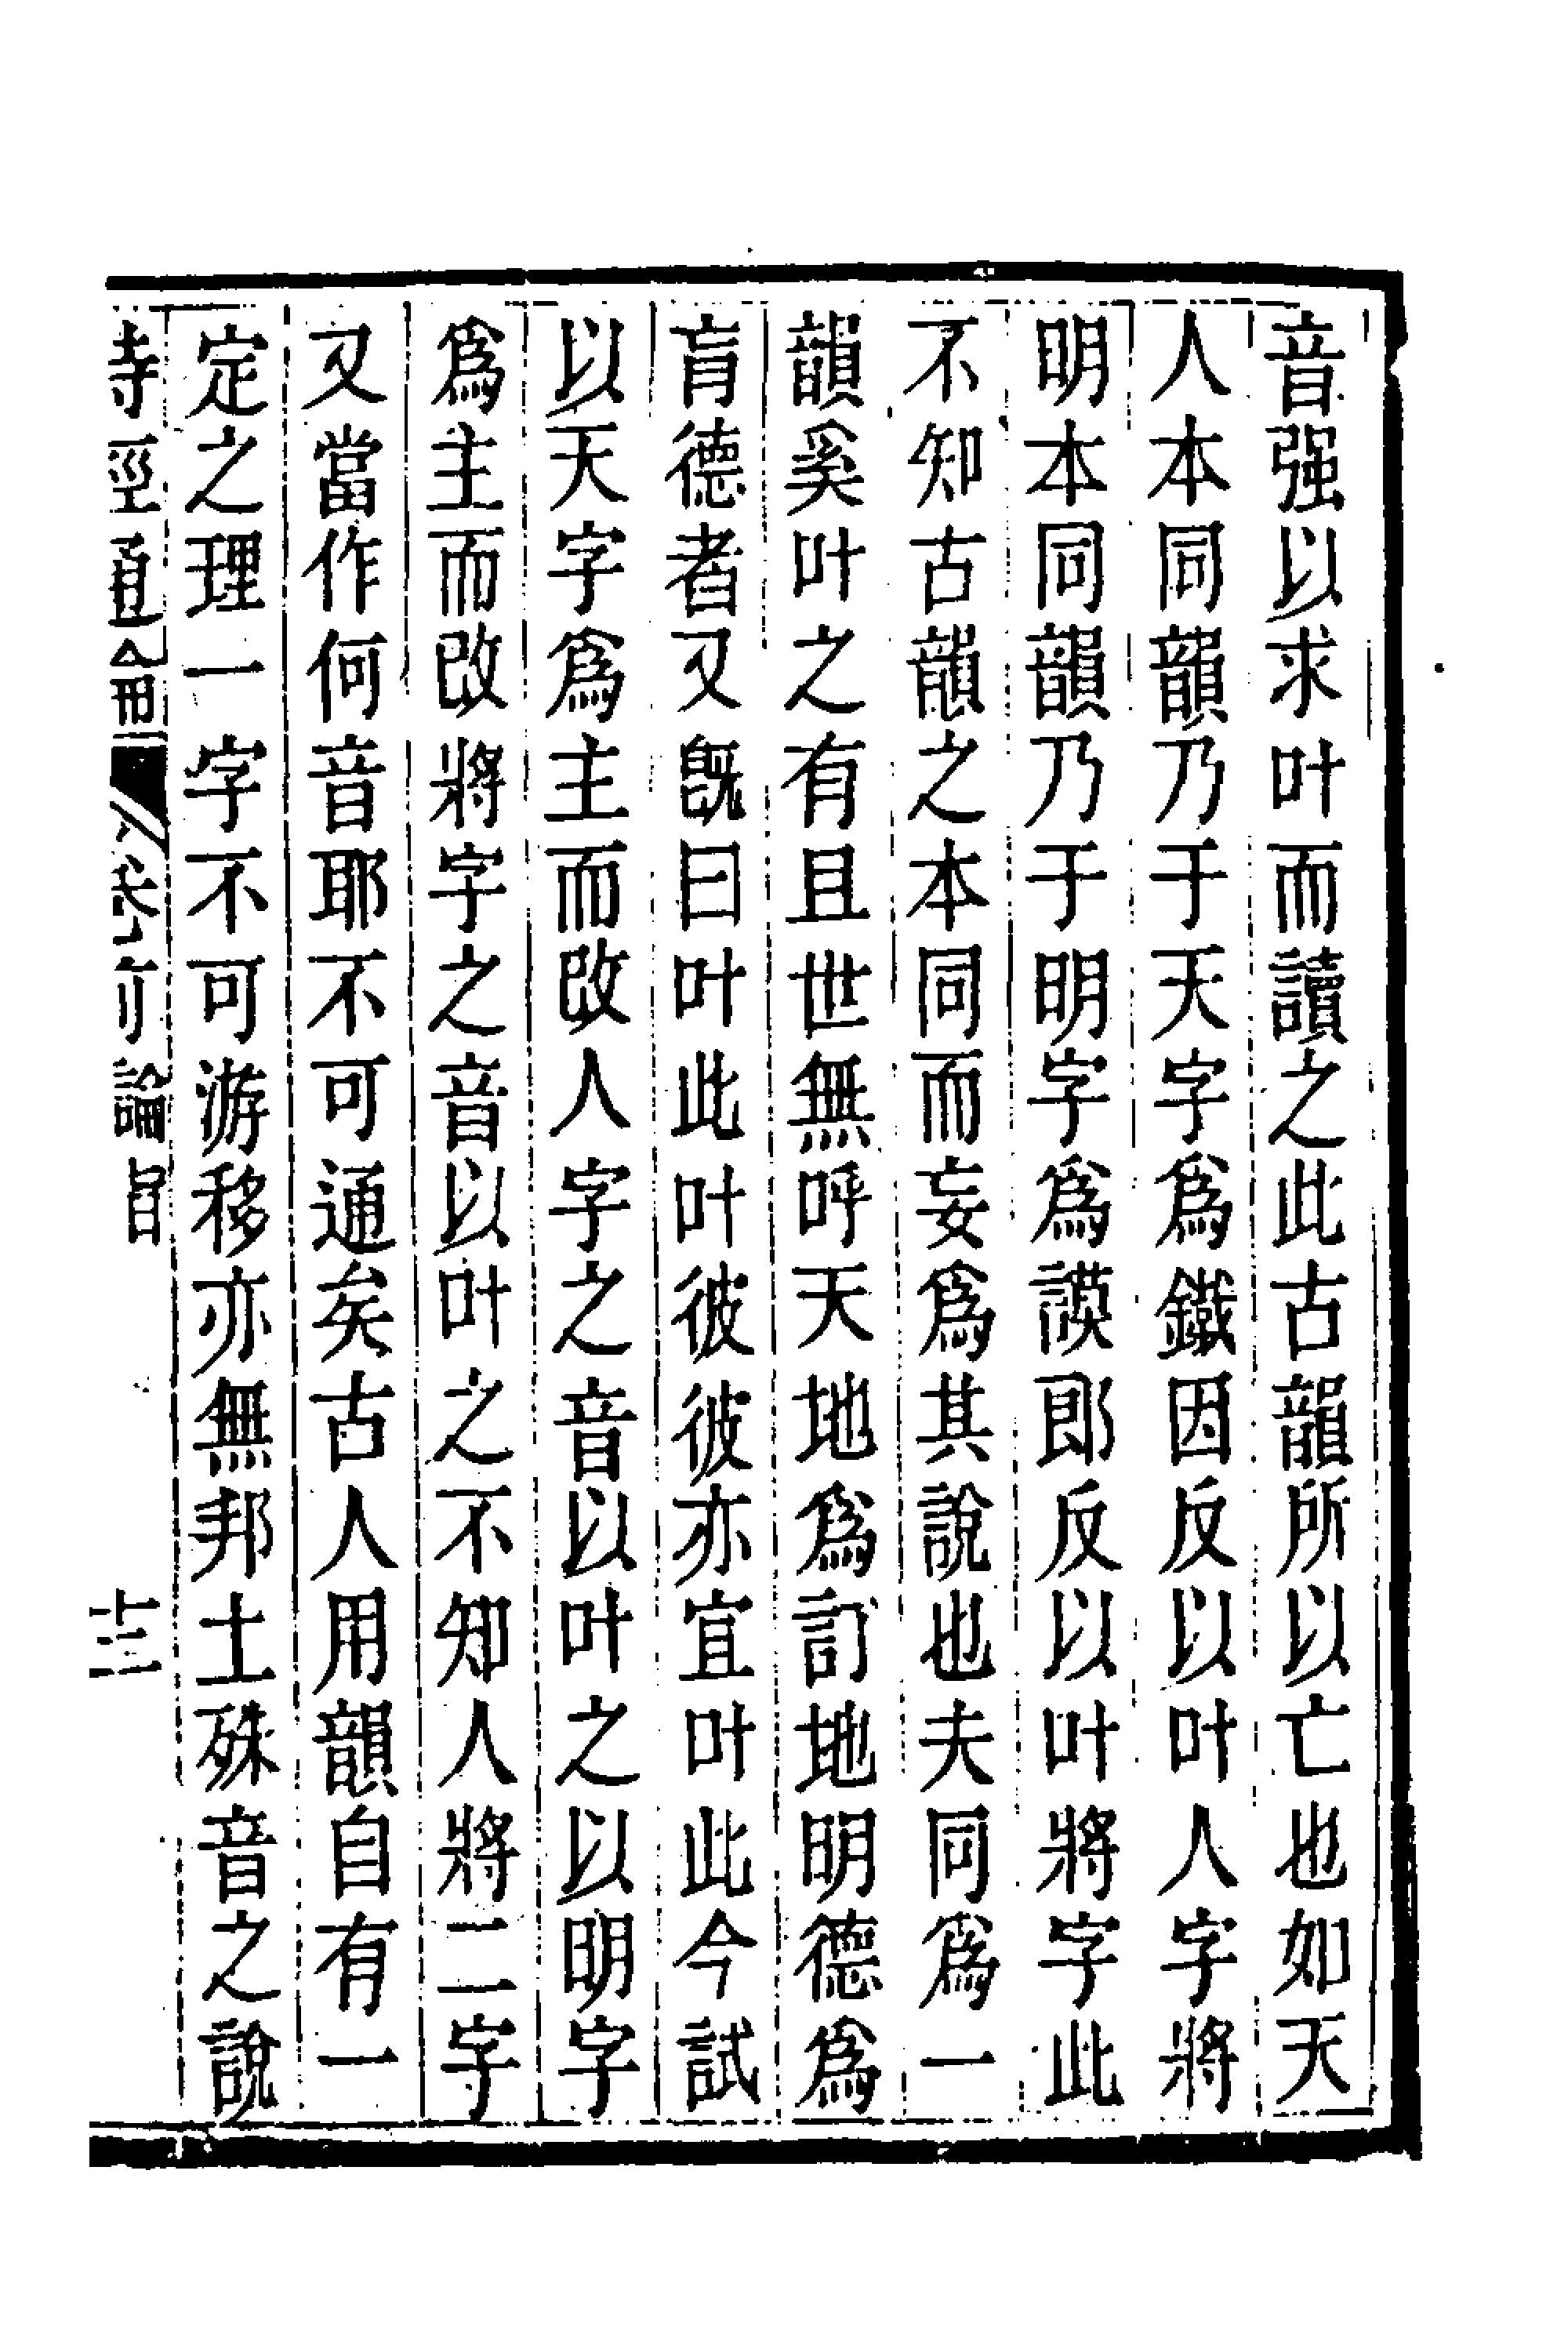 音强以求叶而讀之此古韻所以亡也如天
人本同韻乃于天字爲鐵因反以叶人字將
明本同韻乃于明字爲謨郎反以叶將字此
不知古韻之本同而妄爲其說也夫同爲一
韻奚叶之有且世無呼天地爲訂地明德爲
肓德者又旣曰叶此叶彼彼亦宜叶此今試
以天字爲主而改人字之音以叶之以明字
爲主而改將字之音以叶之不知人將二字
又當作何音耶不可通矣古人用韻自有一
定之理一字不可游移亦無邦土殊音之說
詩經通論 卷前 論旨 十三